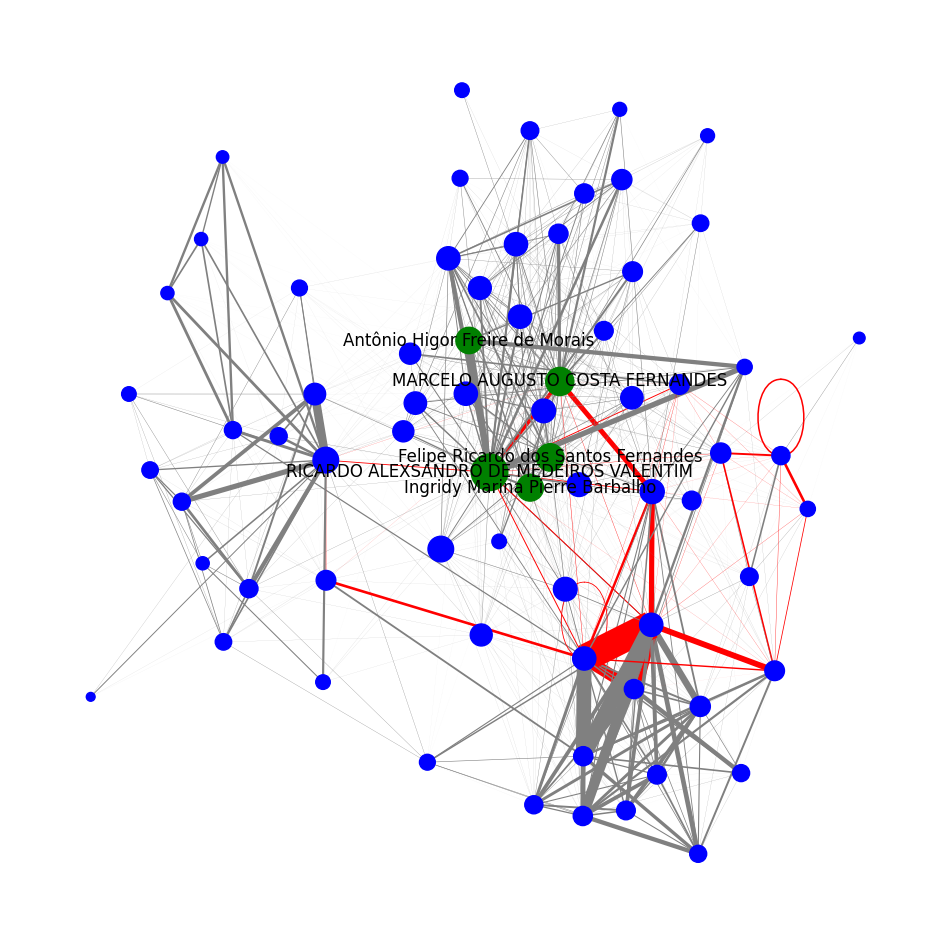 Antônio Higor Freire de Morais
MARCELO AUGUSTO COSTA FERNANDES
Felipe Ricardo dos Santos Fernandes
RICARDO ALEXSANDRO DE MEDEIROS VALENTIM
Ingridy Marina Pierre Barbalho